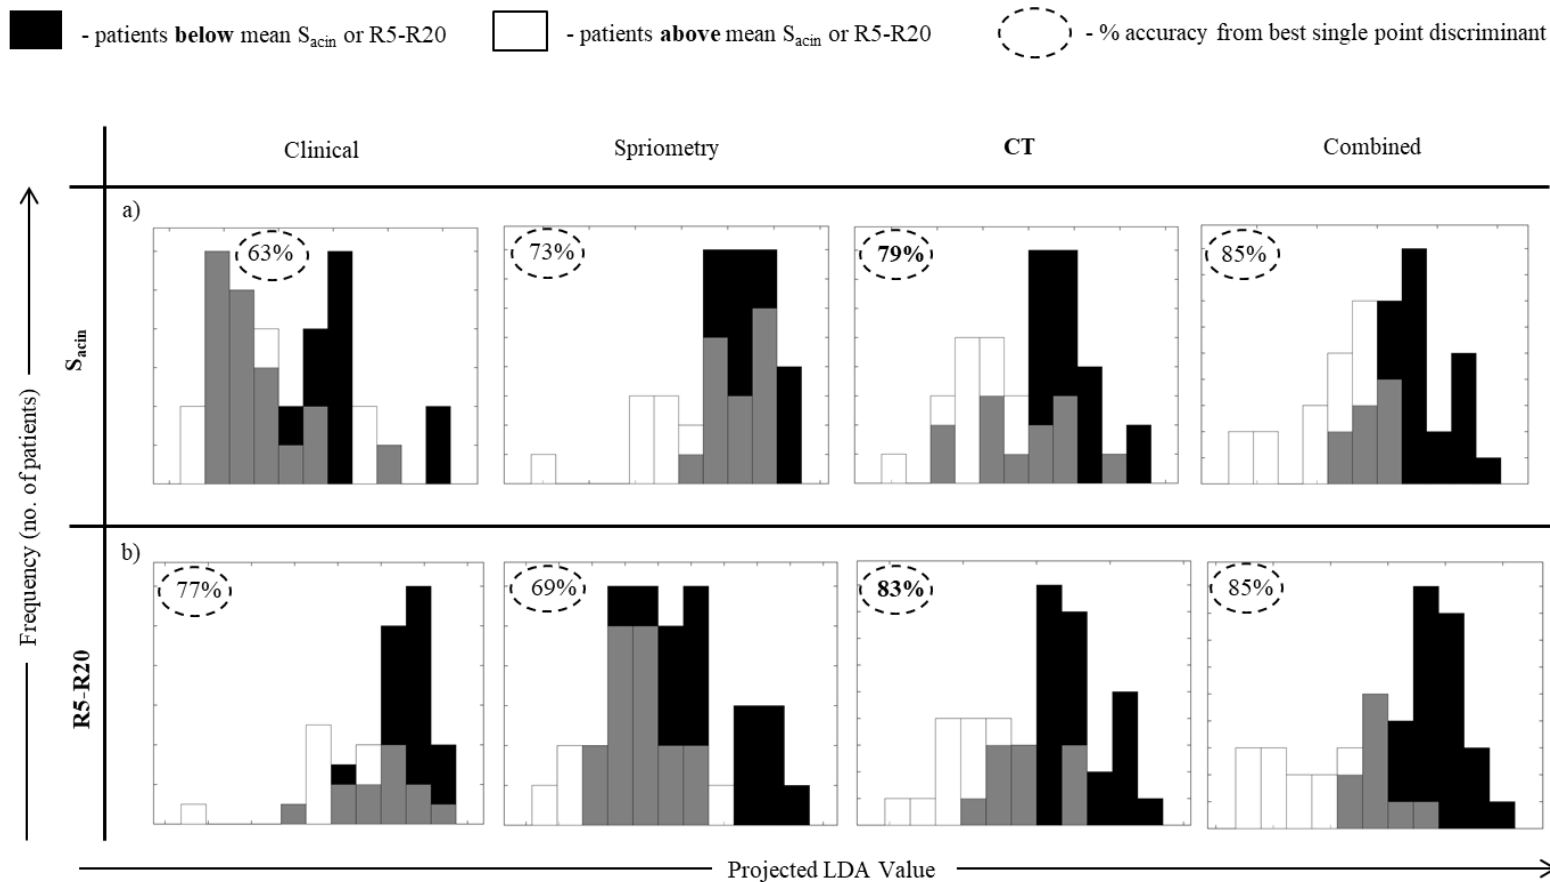 - patients below mean Sacin or R5-R20
- patients above mean Sacin or R5-R20
- % accuracy from best single point discriminant
Clinical
Spriometry
CT
Combined
a)
63%
73%
79%
85%
Sacin
b)
77%
69%
83%
85%
R5-R20
Frequency (no. of patients)
Projected LDA Value